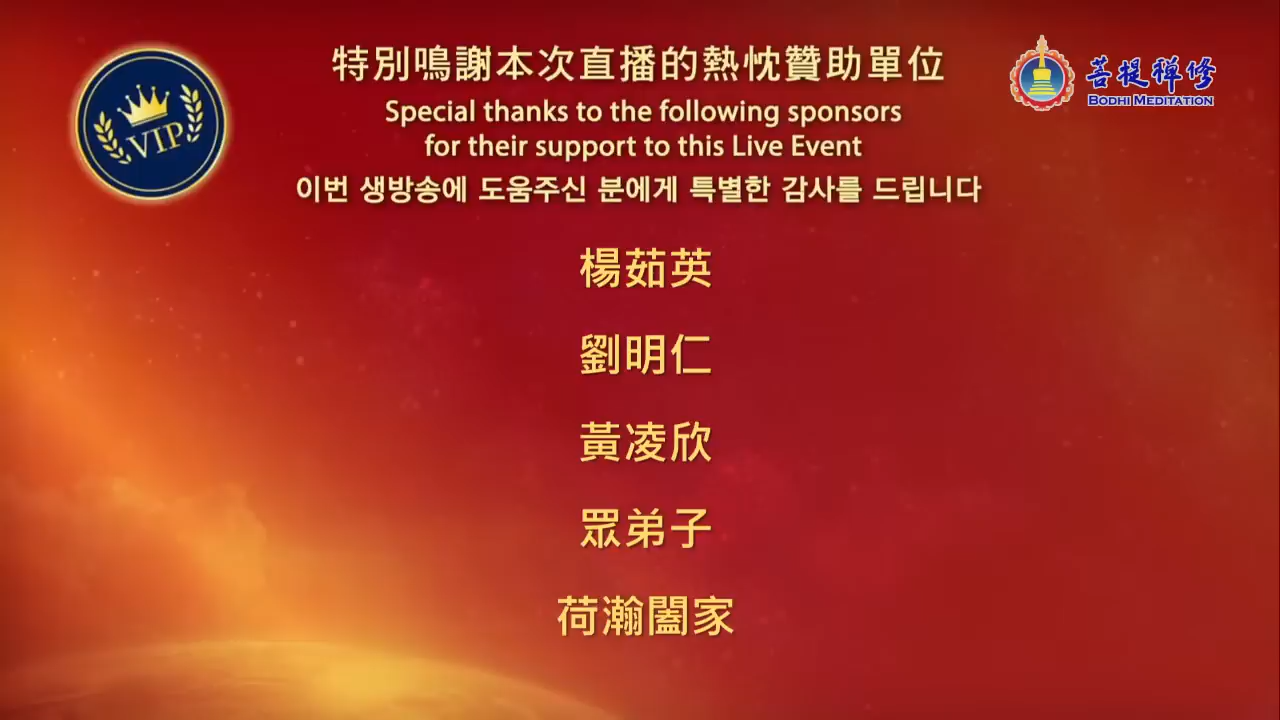 特別鳴謝本次直播的熱忱贊助單位
Special thanks to the following sponsors
for their support to this Live Event
이번 생방송에 도움주신 분에게 특별한 감사를 드립니다
VIP
菩提禪修
BODHI MEDITATION
楊茹英
劉明仁
黃凌欣
眾弟子
荷瀚闔家